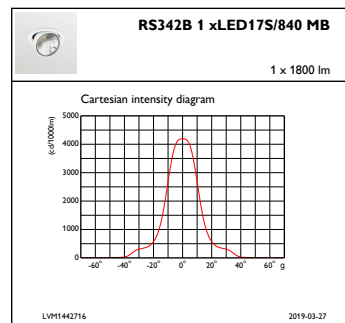 RS342B 1 xLED17S/840 MB
1 x 1800 lm
Cartesian intensity diagram
(cd/1000lm)
5000
4000
3000
2000
1000
0
-60° -40° -20° 0° 20° 40° 60° g
LVM1442716 2019-03-27